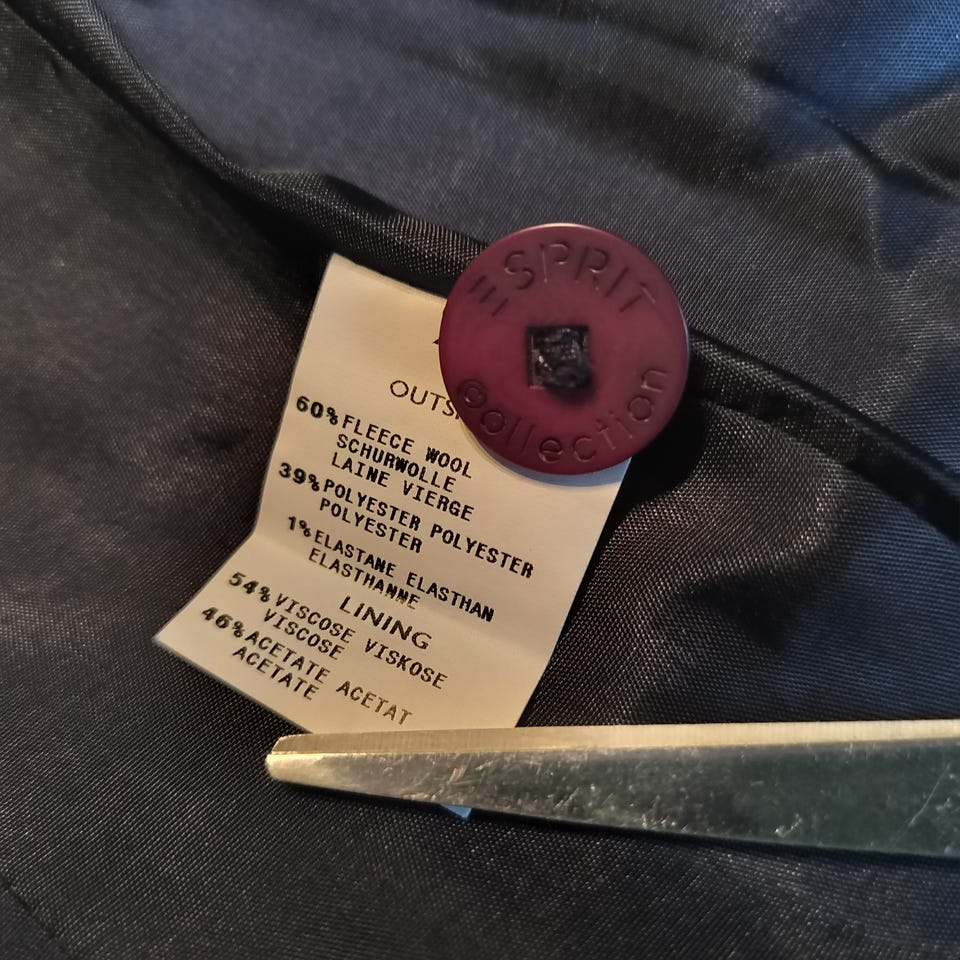 ESPRIT
collection
60% FLEECE WOOL
SCHURWOLLE
LAINE VIERGE
39% POLYESTER POLYESTER
POLYESTER
1% ELASTANE ELASTHAN
ELASTHANNE
LINING
54% VISCOSE VISKOSE
VISCOSE
46% ACETATE ACETAT
ACETATE